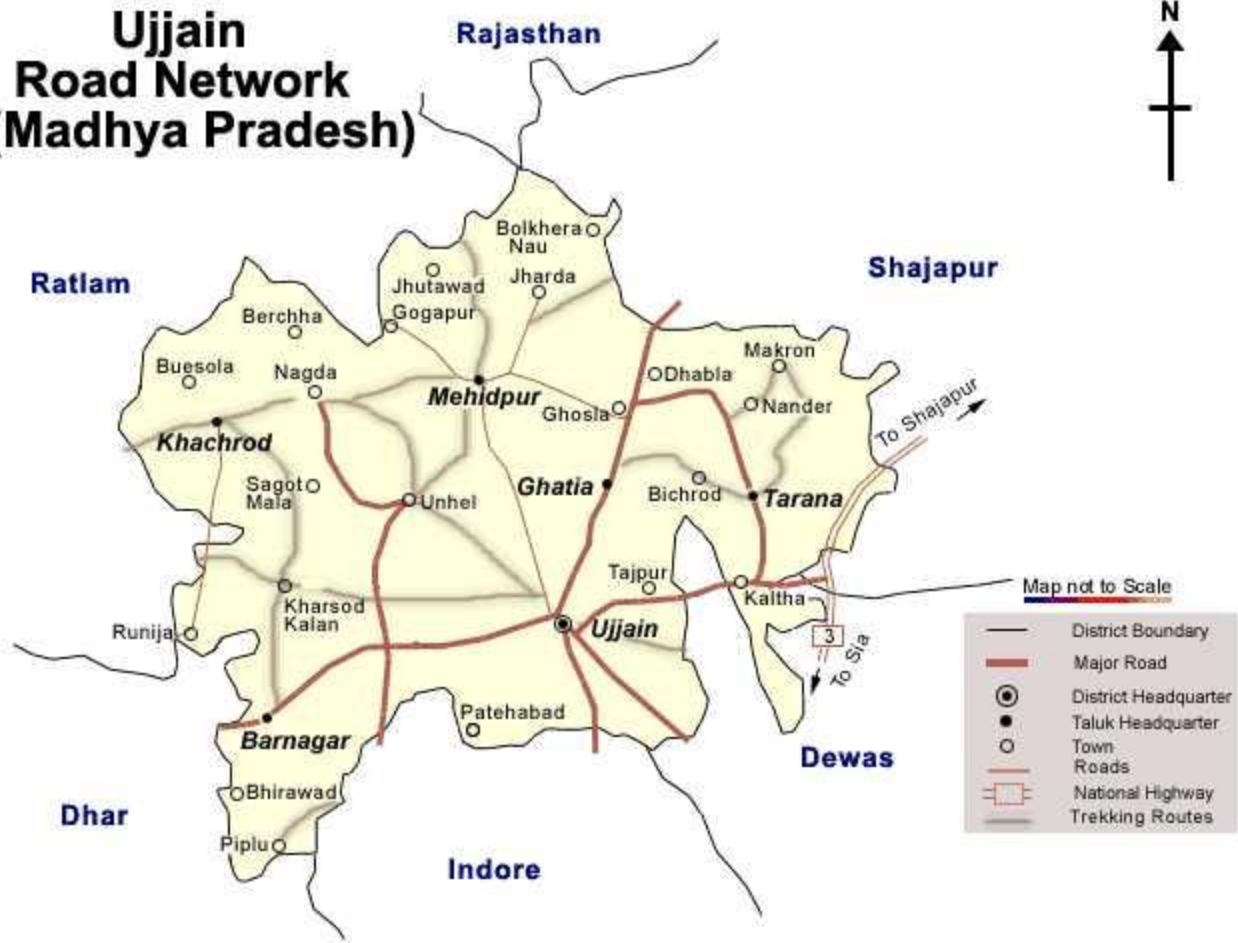 Ujjain
Road Network
(Madhya Pradesh)
Rajasthan
N
Ratlam
Shajapur
Bolkhera
Nau
Jhutawad
Jharda
Gogapur
Berchha
Buesola
Nagda
Mehidpur
Dhabla
Makron
Ghosla
Nander
To Shajapur
Khachrod
Sagot
Mala
Unhel
Ghatia
Bichrod
Tarana
Tajpur
Kaltha
Kharsod
Kalan
Runija
Ujjain
3
To Sia
Barnagar
Patehabad
Dewas
Bhirawad
Dhar
Piplu
Indore
Map not to Scale
District Boundary
Major Road
District Headquarter
Taluk Headquarter
Town
Roads
National Highway
Trekking Routes